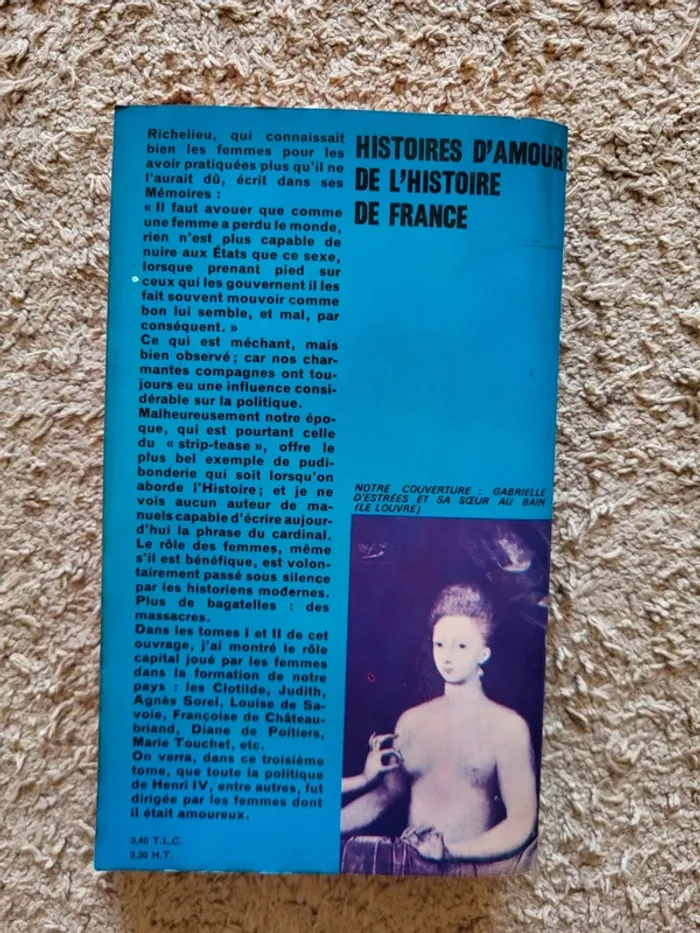 Richelieu, qui connaissait
bien les femmes pour les
avoir pratiquées plus qu'il ne
l'aurait dû, écrit dans ses
Mémoires :
« Il faut avouer que comme
une femme a perdu le monde,
rien n'est plus capable de
nuire aux États que ce sexe,
lorsque prenant pied sur
ceux qui les gouvernent il les
fait souvent mouvoir comme
bon lui semble, et mal, par
conséquent. »
Ce qui est méchant, mais
bien observé ; car nos char-
mantes compagnes ont tou-
jours eu une influence consi-
dérable sur la politique.
Malheureusement notre épo-
que, qui est pourtant celle
du « strip-tease », offre le
plus bel exemple de pudi-
bonderie qui soit lorsqu'on
aborde l'Histoire ; et je ne
vois aucun auteur de ma-
nuels capable d'écrire aujour-
d'hui la phrase du cardinal.
Le rôle des femmes, même
s'il est bénéfique, est volon-
tairement passé sous silence
par les historiens modernes.
Plus de bagatelles : des
massacres.
Dans les tomes I et II de cet
ouvrage, j'ai montré le rôle
capital joué par les femmes
dans la formation de notre
pays : les Clotilde, Judith,
Agnès Sorel, Louise de Sa-
voie, Françoise de Château-
briand, Diane de Poitiers,
Marie Touchet, etc.
On verra, dans ce troisième
tome, que toute la politique
de Henri IV, entre autres, fut
dirigée par les femmes dont
il était amoureux.
3,40 T.L.C.
3,30 H.T.
HISTOIRES D'AMOUR
DE L'HISTOIRE
DE FRANCE
NOTRE COUVERTURE : GABRIELLE
D'ESTRÉES ET SA SŒUR AU BAIN
(LE LOUVRE)